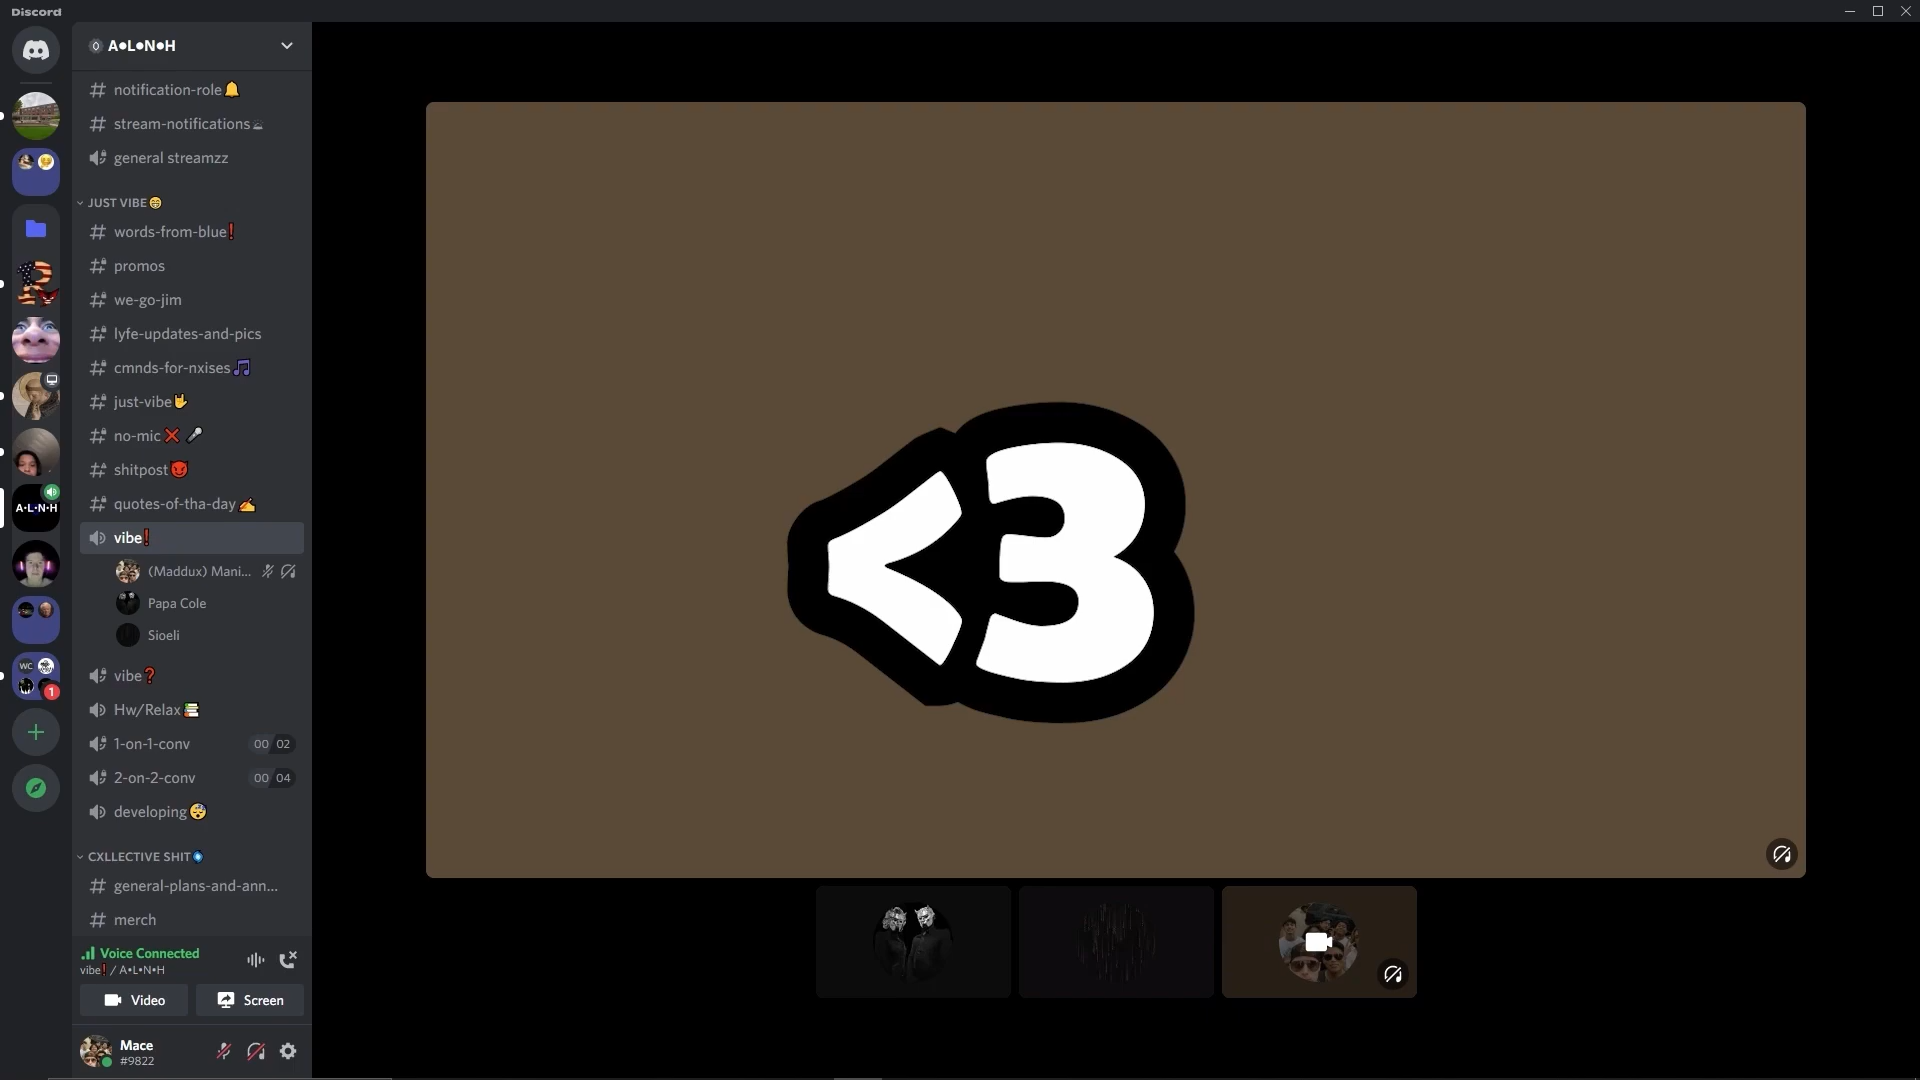 Discord
A•L•N•H
notification-role🔔
stream-notifications
general streamzz
JUST VIBE😁
words-from-blue❗
promos
we-go-jim
lyfe-updates-and-pics
cmnds-for-nxises🎵
just-vibe🤟
no-mic❌ 🎤
shitpost😈
quotes-of-tha-day✍
A•L•N•H
vibe❗
(Maddux) Mani...
Papa Cole
Sioeli
WC
1
vibe❓
Hw/Relax📚
1-on-1-conv 00 02
2-on-2-conv 00 04
developing😴
CXLLECTIVE SHIT
general-plans-and-ann...
merch
Voice Connected
vibe❗ / A•L•N•H
Video Screen
Mace
#9822
<3